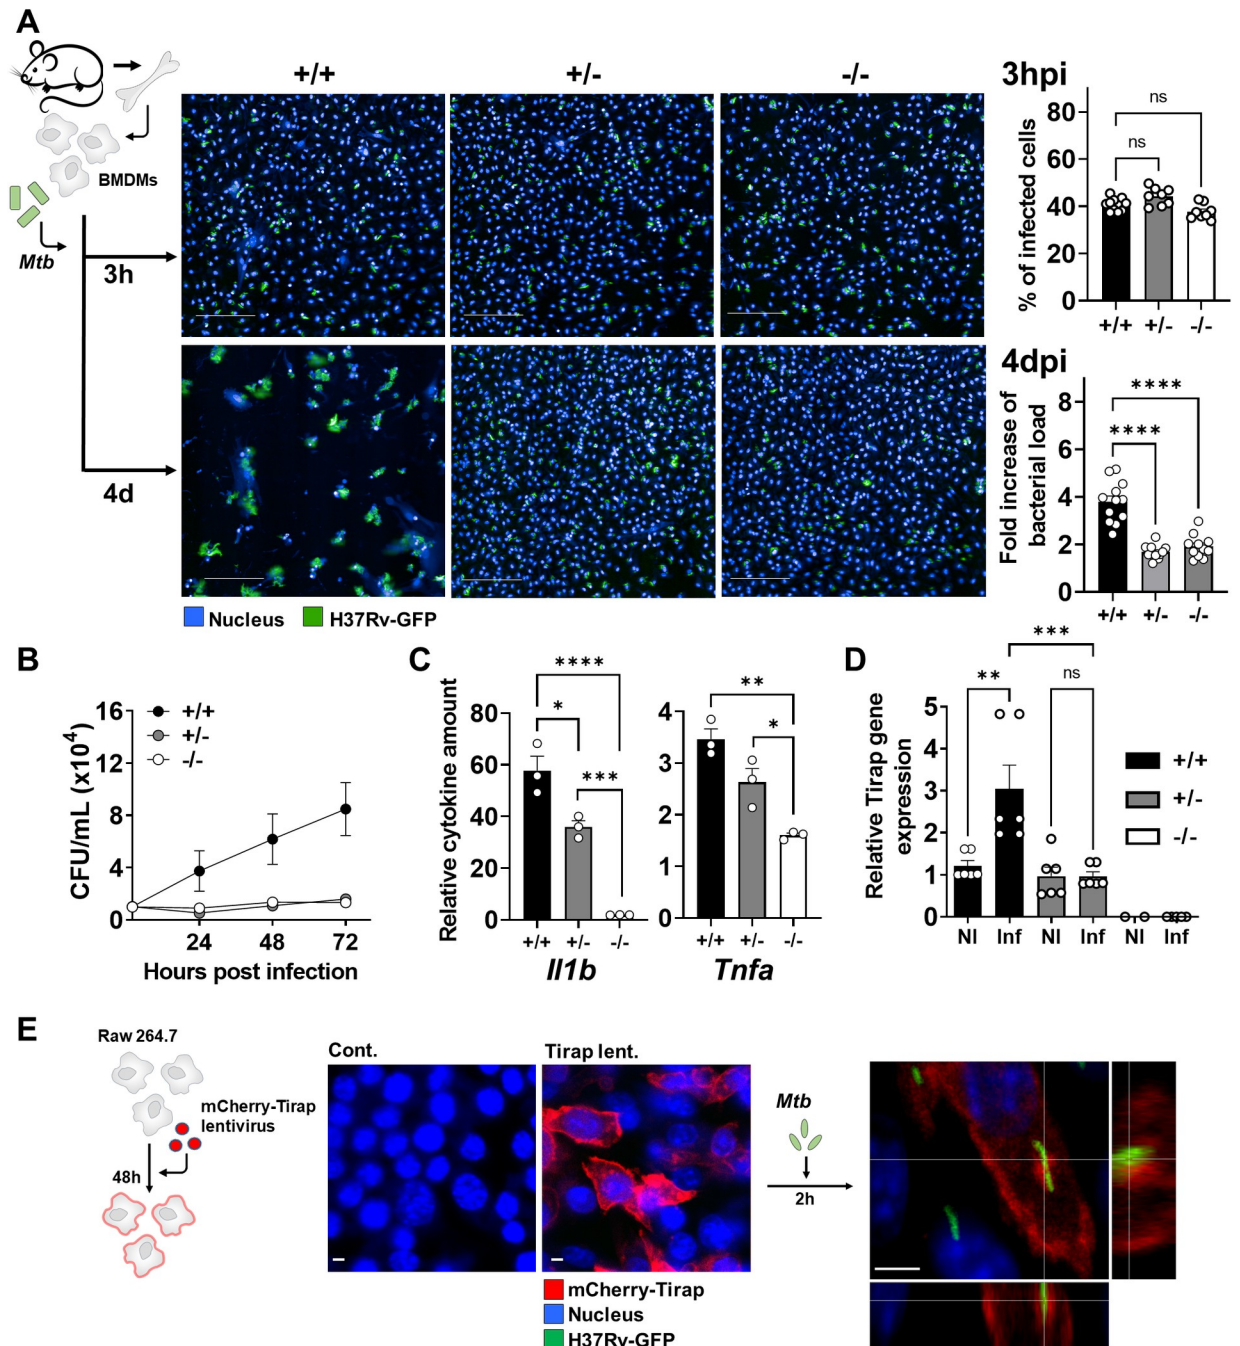 A
+/+
+/-
-/-
BMDMs
Mtb
3h
4d
Nucleus
H37Rv-GFP
3hpi
% of infected cells
80
60
40
20
0
ns
ns
+/+
+/-
-/-
4dpi
Fold increase of
bacterial load
8
6
4
2
0
****
****
+/+
+/-
-/-
B
CFU/mL (x10⁴)
16
12
8
4
0
+/+
+/-
-/-
24
48
72
Hours post infection
C
Relative cytokine amount
80
60
40
20
0
****
*
***
+/+
+/-
-/-
Il1b
4
3
2
1
0
**
*
+/+
+/-
-/-
Tnfa
D
Relative Tirap gene
expression
5
4
3
2
1
0
***
**
ns
+/+
+/-
-/-
NI
Inf
NI
Inf
NI
Inf
E
Raw 264.7
mCherry-Tirap
lentivirus
48h
Cont.
Tirap lent.
mCherry-Tirap
Nucleus
H37Rv-GFP
Mtb
2h